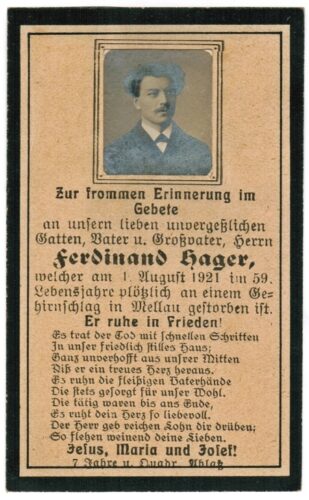 Zur frommen Erinnerung im
Gebete
an unsern lieben unvergeßlichen
Gatten, Vater u. Großvater, Herrn
Ferdinand Hager,
welcher am 1. August 1921 im 59.
Lebensjahre plötzlich an einem Ge-
hirnschlag in Mellau gestorben ist.
Er ruhe in Frieden!
Es trat der Tod mit schnellen Schritten
In unser friedlich stilles Haus;
Ganz unverhofft aus unsrer Mitten
Riß er ein treues Herz heraus.
Es ruhn die fleißigen Vaterhände
Die stets gesorgt für unser Wohl.
Die tätig waren bis ans Ende,
Es ruht dein Herz so liebevoll.
Der Herr geb reichen Lohn dir drüben;
So flehen weinend deine Lieben.
Jesus, Maria und Josef!
7 Jahre u. Quadr. Ablaß